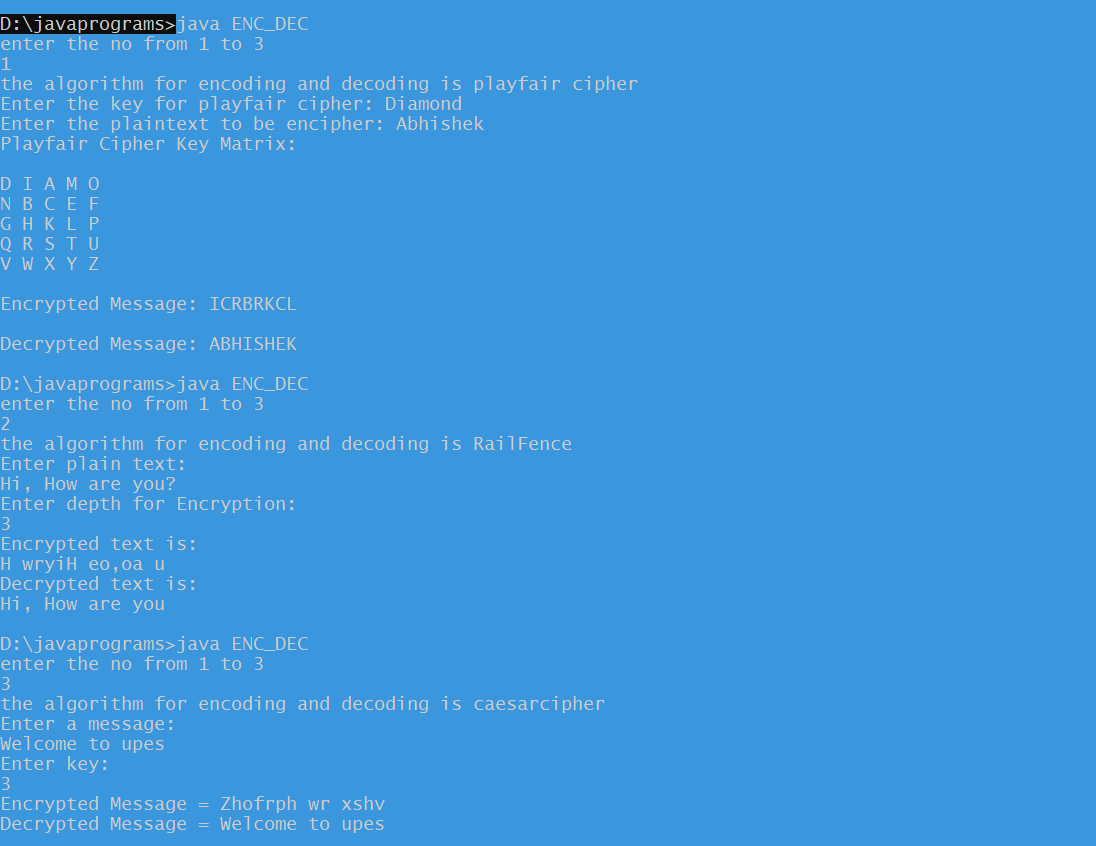 D:\javaprograms>java ENC_DEC
enter the no from 1 to 3
1
the algorithm for encoding and decoding is playfair cipher
Enter the key for playfair cipher: Diamond
Enter the plaintext to be encipher: Abhishek
Playfair Cipher Key Matrix:
D I A M O
N B C E F
G H K L P
Q R S T U
V W X Y Z
Encrypted Message: ICRBRKCL
Decrypted Message: ABHISHEK
D:\javaprograms>java ENC_DEC
enter the no from 1 to 3
2
the algorithm for encoding and decoding is RailFence
Enter plain text:
Hi, How are you?
Enter depth for Encryption:
3
Encrypted text is:
H wryiH eo,oa u
Decrypted text is:
Hi, How are you
D:\javaprograms>java ENC_DEC
enter the no from 1 to 3
3
the algorithm for encoding and decoding is caesarcipher
Enter a message:
Welcome to upes
Enter key:
3
Encrypted Message = Zhofrph wr xshv
Decrypted Message = Welcome to upes